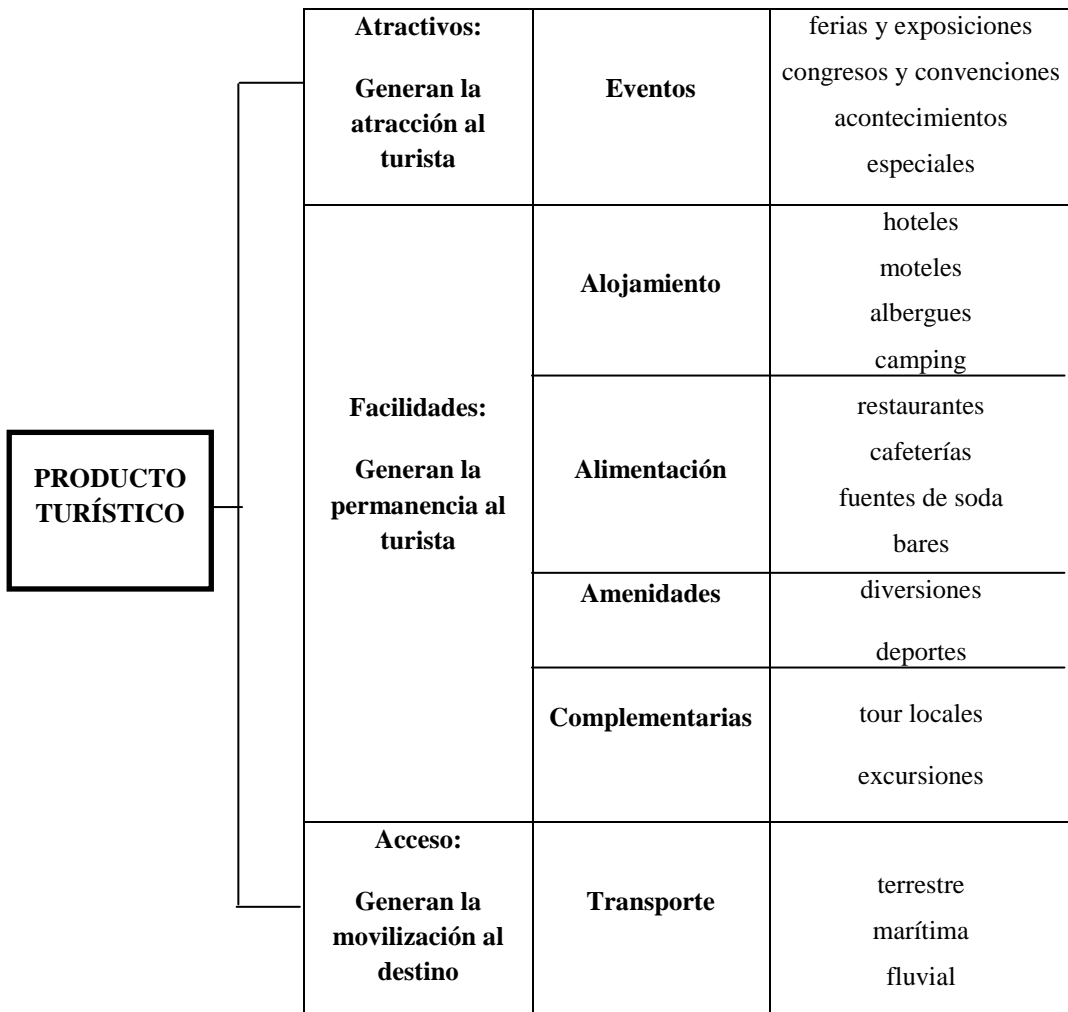 PRODUCTO
TURÍSTICO
Atractivos:
Generan la
atracción al
turista
Eventos
ferias y exposiciones
congresos y convenciones
acontecimientos
especiales
Facilidades:
Generan la
permanencia al
turista
Alojamiento
hoteles
moteles
albergues
camping
Alimentación
restaurantes
cafeterías
fuentes de soda
bares
Amenidades
diversiones
deportes
Complementarias
tour locales
excursiones
Acceso:
Generan la
movilización al
destino
Transporte
terrestre
marítima
fluvial